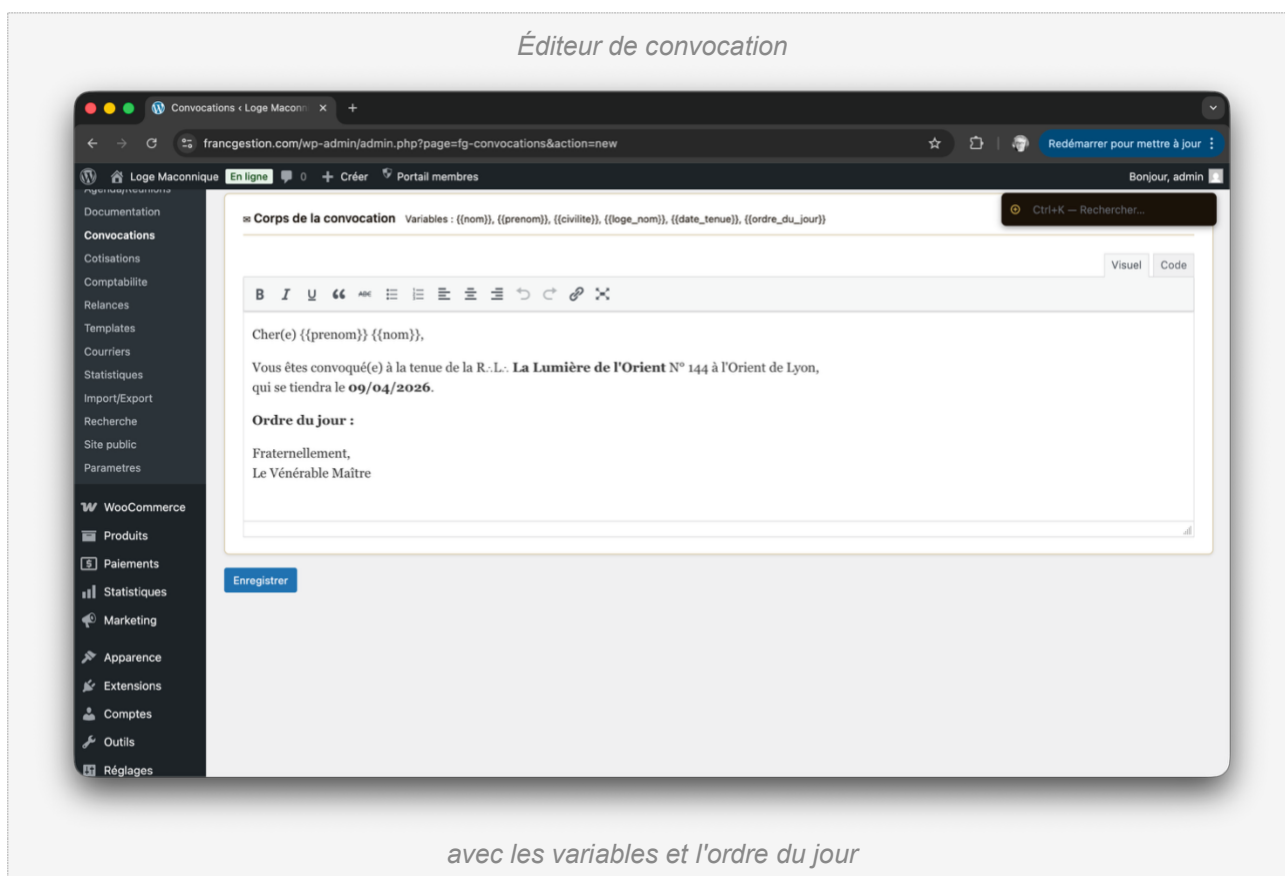 Éditeur de convocation
Convocations ‹ Loge Maconni
francgestion.com/wp-admin/admin.php?page=fg-convocations&action=new
Redémarrer pour mettre à jour
Loge Maconnique En ligne 0 + Créer Portail membres
Bonjour, admin
Agenda/Réunions
Documentation
Convocations
Cotisations
Comptabilite
Relances
Templates
Courriers
Statistiques
Import/Export
Recherche
Site public
Parametres
WooCommerce
Produits
Paiements
Statistiques
Marketing
Apparence
Extensions
Comptes
Outils
Réglages
Corps de la convocation Variables : {{nom}}, {{prenom}}, {{civilite}}, {{loge_nom}}, {{date_tenue}}, {{ordre_du_jour}}
Ctrl+K — Rechercher...
Visuel Code
B I U ABC
Cher(e) {{prenom}} {{nom}},
Vous êtes convoqué(e) à la tenue de la R∴L∴ La Lumière de l'Orient N° 144 à l'Orient de Lyon,
qui se tiendra le 09/04/2026.
Ordre du jour :
Fraternellement,
Le Vénérable Maître
Enregistrer
avec les variables et l'ordre du jour